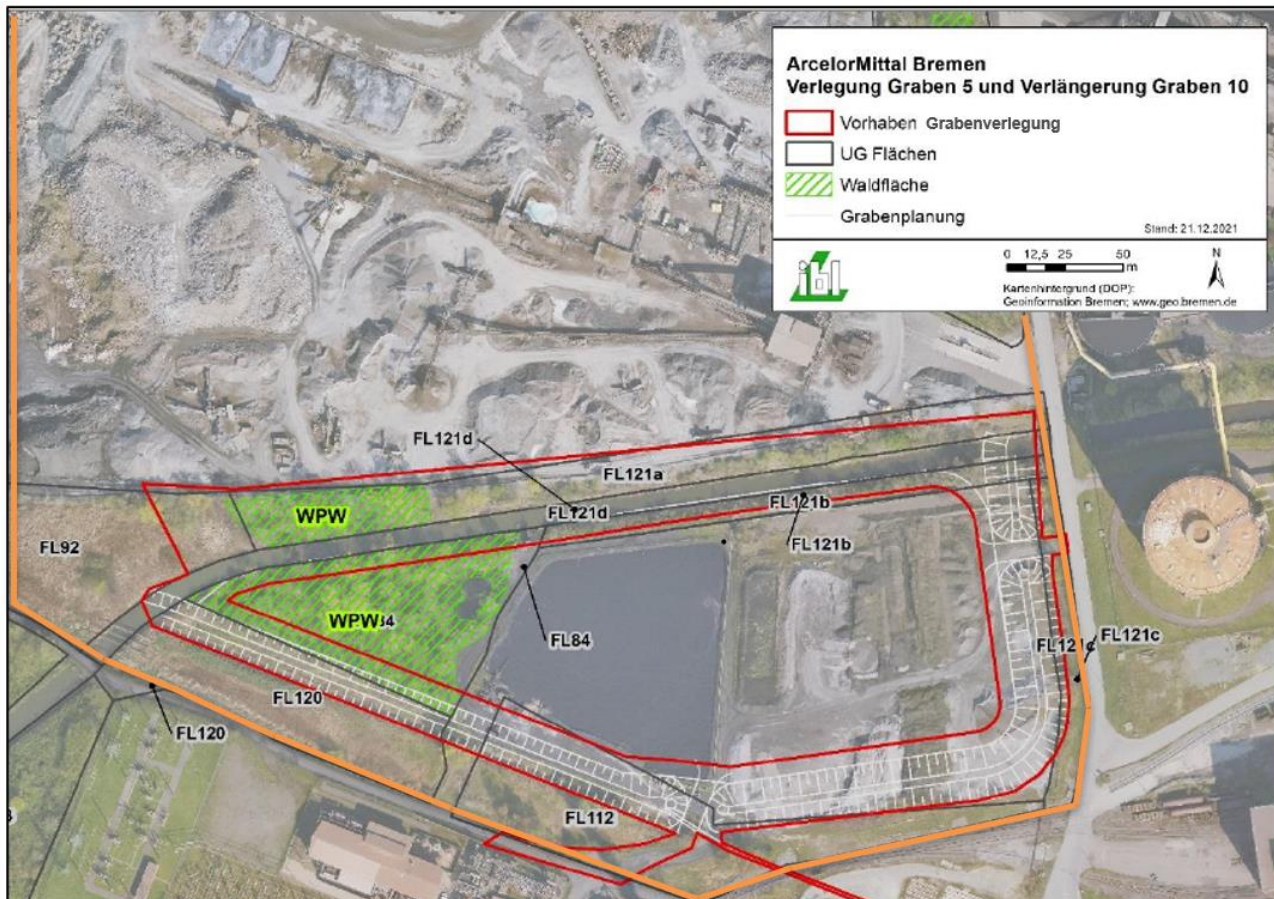 ArcelorMittal Bremen
Verlegung Graben 5 und Verlängerung Graben 10
Vorhaben Grabenverlegung
UG Flächen
Waldfläche
Grabenplanung
Stand: 21.12.2021
ibl
0 12,5 25 50
m
N
Kartenhintergrund (DOP):
Geoinformation Bremen; www.geo.bremen.de
FL121d
FL121a
WPW
FL121d
FL121b
FL92
FL121b
WPW
FL84
FL121c
FL120
FL120
FL112